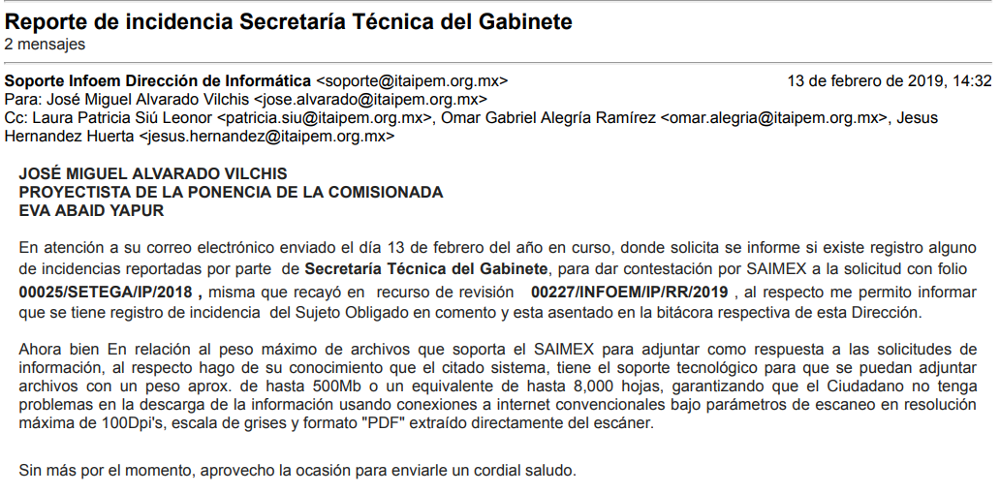 Reporte de incidencia Secretaría Técnica del Gabinete
2 mensajes
Soporte Infoem Dirección de Informática <soporte@itaipem.org.mx> 13 de febrero de 2019, 14:32
Para: José Miguel Alvarado Vilchis <jose.alvarado@itaipem.org.mx>
Cc: Laura Patricia Siú Leonor <patricia.siu@itaipem.org.mx>, Omar Gabriel Alegría Ramírez <omar.alegria@itaipem.org.mx>, Jesus
Hernandez Huerta <jesus.hernandez@itaipem.org.mx>
JOSÉ MIGUEL ALVARADO VILCHIS
PROYECTISTA DE LA PONENCIA DE LA COMISIONADA
EVA ABAID YAPUR
En atención a su correo electrónico enviado el día 13 de febrero del año en curso, donde solicita se informe si existe registro alguno
de incidencias reportadas por parte de Secretaría Técnica del Gabinete, para dar contestación por SAIMEX a la solicitud con folio
00025/SETEGA/IP/2018 , misma que recayó en recurso de revisión 00227/INFOEM/IP/RR/2019 , al respecto me permito informar
que se tiene registro de incidencia del Sujeto Obligado en comento y esta asentado en la bitácora respectiva de esta Dirección.
Ahora bien En relación al peso máximo de archivos que soporta el SAIMEX para adjuntar como respuesta a las solicitudes de
información, al respecto hago de su conocimiento que el citado sistema, tiene el soporte tecnológico para que se puedan adjuntar
archivos con un peso aprox. de hasta 500Mb o un equivalente de hasta 8,000 hojas, garantizando que el Ciudadano no tenga
problemas en la descarga de la información usando conexiones a internet convencionales bajo parámetros de escaneo en resolución
máxima de 100Dpi's, escala de grises y formato "PDF" extraído directamente del escáner.
Sin más por el momento, aprovecho la ocasión para enviarle un cordial saludo.